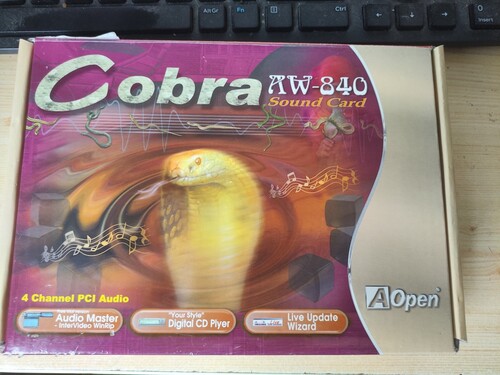 Alt Gr
Fn
Ctrl
Cobra AW-840
Sound Card
4 Channel PCI Audio
Audio Master
- InterVideo WinRip
"Your Style"
Digital CD Plyer
Live Update
Wizard
AOpen